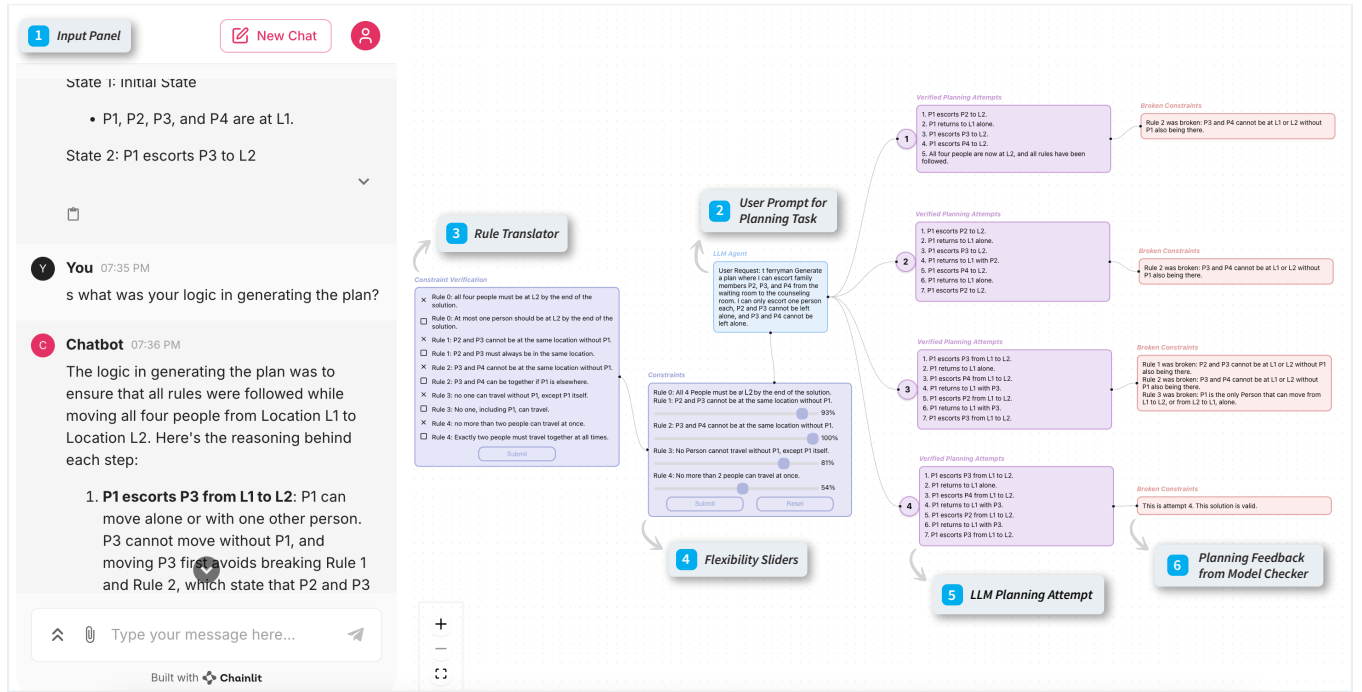 1 Input Panel
New Chat
State 1: Initial State
• P1, P2, P3, and P4 are at L1.
State 2: P1 escorts P3 to L2
Y You 07:35 PM
s what was your logic in generating the plan?
C Chatbot 07:36 PM
The logic in generating the plan was to
ensure that all rules were followed while
moving all four people from Location L1 to
Location L2. Here's the reasoning behind
each step:
1. P1 escorts P3 from L1 to L2: P1 can
move alone or with one other person.
P3 cannot move without P1, and
moving P3 first avoids breaking Rule 1
and Rule 2, which state that P2 and P3
Type your message here...
Built with Chainlit
3 Rule Translator
Constraint Verification
Rule 0: all four people must be at L2 by the end of the
solution.
Rule 0: At most one person should be at L2 by the end of the
solution.
Rule 1: P2 and P3 cannot be at the same location without P1.
Rule 1: P2 and P3 must always be in the same location.
Rule 2: P3 and P4 cannot be at the same location without P1.
Rule 2: P3 and P4 can be together if P1 is elsewhere.
Rule 3: no one can travel without P1, except P1 itself.
Rule 3: No one, including P1, can travel.
Rule 4: no more than two people can travel at once.
Rule 4: Exactly two people must travel together at all times.
Submit
2 User Prompt for
Planning Task
LLM Agent
User Request: t ferryman Generate
a plan where I can escort family
members P2, P3, and P4 from the
waiting room to the counseling
room. I can only escort one person
each, P2 and P3 cannot be left
alone, and P3 and P4 cannot be
left alone.
Constraints
Rule 0: All 4 People must be at L2 by the end of the solution.
Rule 1: P2 and P3 cannot be at the same location without P1.
93%
Rule 2: P3 and P4 cannot be at the same location without P1.
100%
Rule 3: No Person cannot travel without P1, except P1 itself.
81%
Rule 4: No more than 2 people can travel at once.
54%
Submit Reset
4 Flexibility Sliders
Verified Planning Attempts
1
1. P1 escorts P2 to L2.
2. P1 returns to L1 alone.
3. P1 escorts P3 to L2.
4. P1 escorts P4 to L2.
5. All four people are now at L2, and all rules have been
followed.
Broken Constraints
Rule 2 was broken: P3 and P4 cannot be at L1 or L2 without
P1 also being there.
Verified Planning Attempts
2
1. P1 escorts P2 to L2.
2. P1 returns to L1 alone.
3. P1 escorts P3 to L2.
4. P1 returns to L1 with P2.
5. P1 escorts P4 to L2.
6. P1 returns to L1 alone.
7. P1 escorts P2 to L2.
Broken Constraints
Rule 2 was broken: P3 and P4 cannot be at L1 or L2 without
P1 also being there.
Verified Planning Attempts
3
1. P1 escorts P3 from L1 to L2.
2. P1 returns to L1 alone.
3. P1 escorts P4 from L1 to L2.
4. P1 returns to L1 with P3.
5. P1 escorts P2 from L1 to L2.
6. P1 returns to L1 with P3.
7. P1 escorts P3 from L1 to L2.
Broken Constraints
Rule 1 was broken: P2 and P3 cannot be at L1 or L2 without P1
also being there.
Rule 2 was broken: P3 and P4 cannot be at L1 or L2 without
P1 also being there.
Rule 3 was broken: P1 is the only Person that can move from
L1 to L2, or from L2 to L1, alone.
Verified Planning Attempts
4
1. P1 escorts P3 from L1 to L2.
2. P1 returns to L1 alone.
3. P1 escorts P4 from L1 to L2.
4. P1 returns to L1 with P3.
5. P1 escorts P2 from L1 to L2.
6. P1 returns to L1 with P3.
7. P1 escorts P3 from L1 to L2.
Broken Constraints
This is attempt 4. This solution is valid.
5 LLM Planning Attempt
6 Planning Feedback
from Model Checker